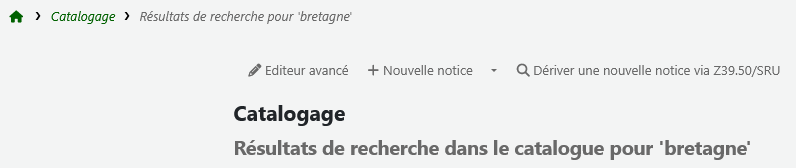 Catalogage Résultats de recherche pour 'bretagne'
Editeur avancé Nouvelle notice Dériver une nouvelle notice via Z39.50/SRU
Catalogage
Résultats de recherche dans le catalogue pour 'bretagne'